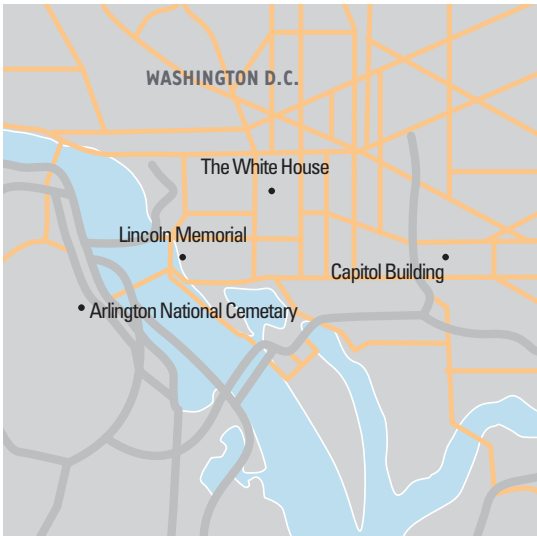 WASHINGTON D.C.
The White House
Lincoln Memorial
Capitol Building
Arlington National Cemetary